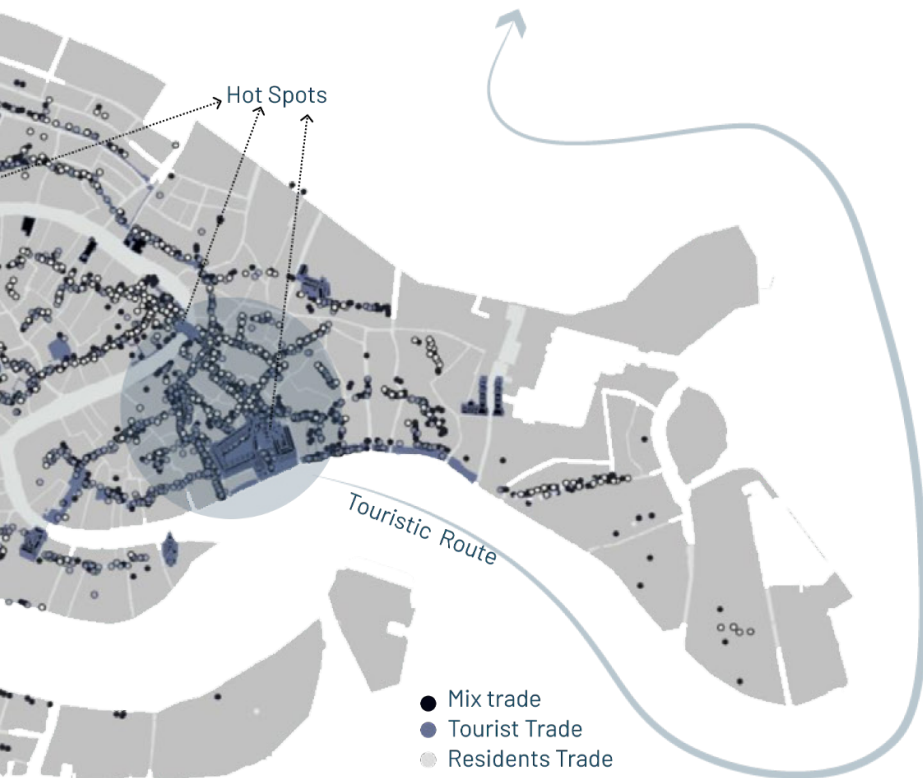 Hot Spots
Touristic Route
Mix trade
Tourist Trade
Residents Trade